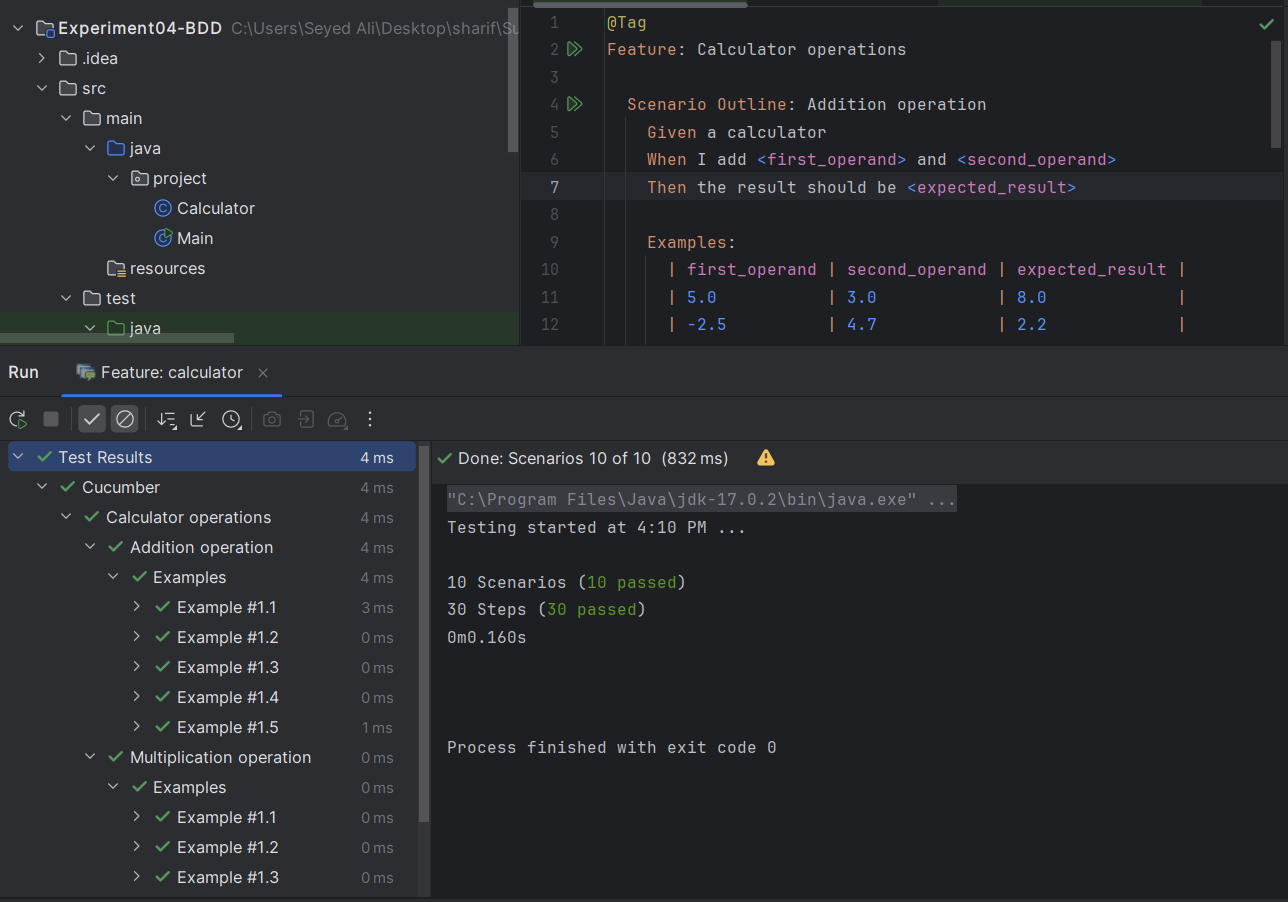 Experiment04-BDD C:\Users\Seyed Ali\Desktop\sharif\
.idea
src
main
java
project
Calculator
Main
resources
test
java
1 @Tag
2 Feature: Calculator operations
3
4 Scenario Outline: Addition operation
5 Given a calculator
6 When I add <first_operand> and <second_operand>
7 Then the result should be <expected_result>
8
9 Examples:
10 | first_operand | second_operand | expected_result |
11 | 5.0 | 3.0 | 8.0 |
12 | -2.5 | 4.7 | 2.2 |
Run Feature: calculator
Test Results 4 ms
Cucumber 4 ms
Calculator operations 4 ms
Addition operation 4 ms
Examples 4 ms
Example #1.1 3 ms
Example #1.2 0 ms
Example #1.3 0 ms
Example #1.4 0 ms
Example #1.5 1 ms
Multiplication operation 0 ms
Examples 0 ms
Example #1.1 0 ms
Example #1.2 0 ms
Example #1.3 0 ms
Done: Scenarios 10 of 10 (832 ms)
"C:\Program Files\Java\jdk-17.0.2\bin\java.exe" ...
Testing started at 4:10 PM ...
10 Scenarios (10 passed)
30 Steps (30 passed)
0m0.160s
Process finished with exit code 0